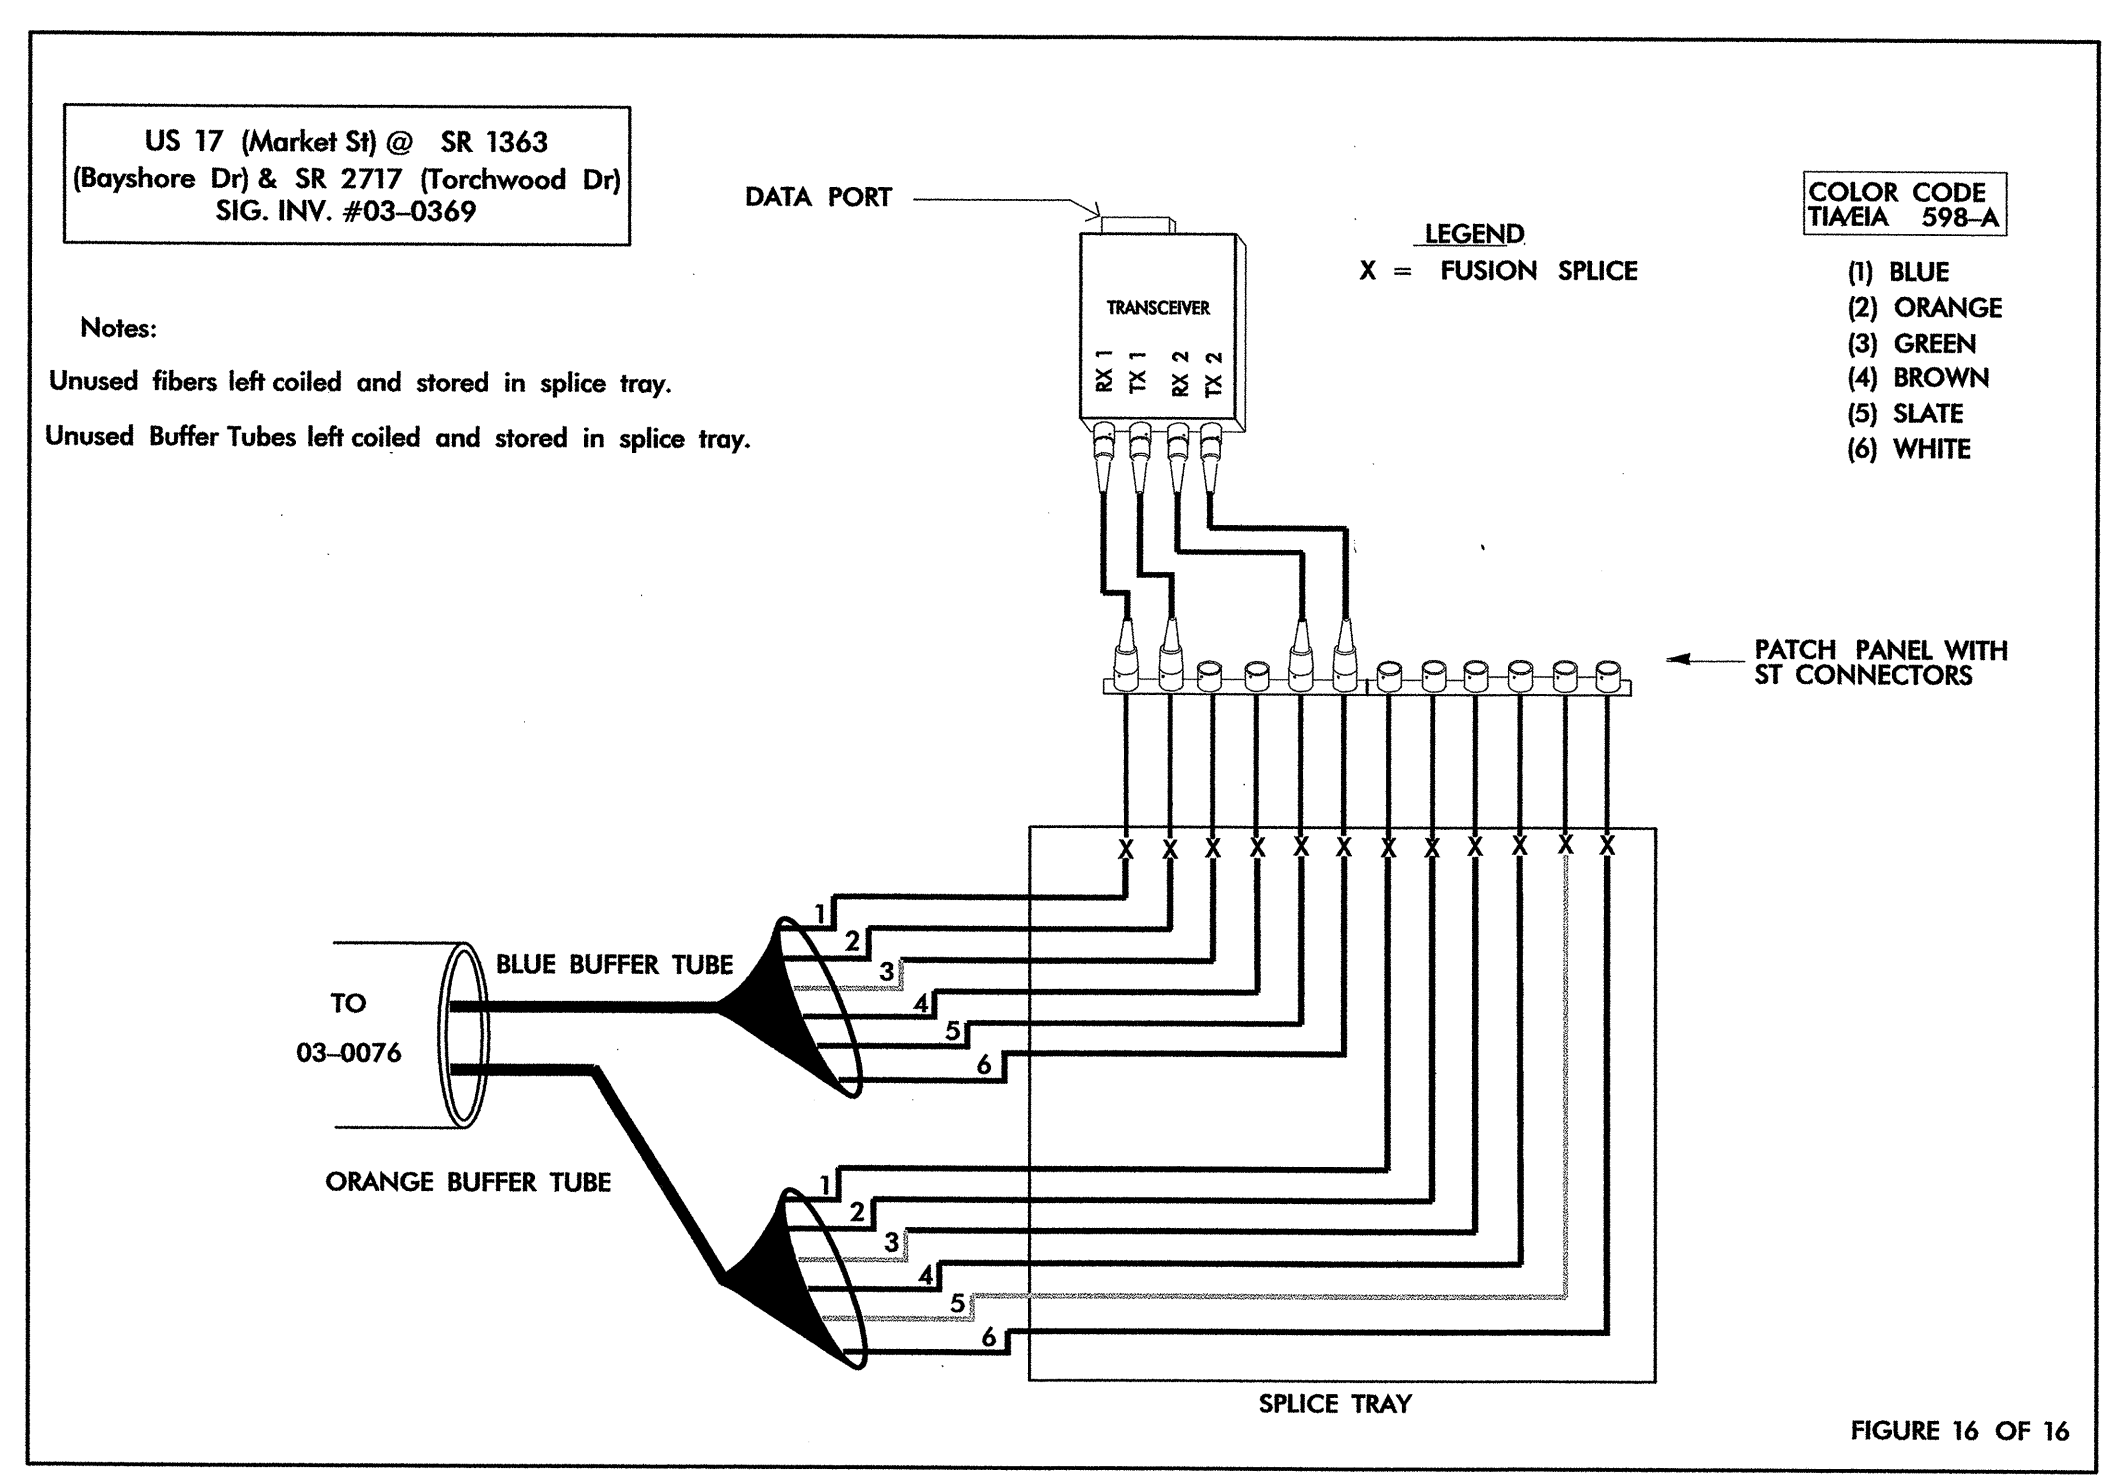 US 17 (Market St) @ SR 1363
(Bayshore Dr) & SR 2717 (Torchwood Dr)
SIG. INV. #03-0369
Notes:
Unused fibers left coiled and stored in splice tray.
Unused Buffer Tubes left coiled and stored in splice tray.
DATA PORT
TRANSCEIVER
RX 1
TX 1
RX 2
TX 2
LEGEND
X = FUSION SPLICE
COLOR CODE
TIA/EIA 598-A
(1) BLUE
(2) ORANGE
(3) GREEN
(4) BROWN
(5) SLATE
(6) WHITE
PATCH PANEL WITH
ST CONNECTORS
X X X X X X X X X X X X
BLUE BUFFER TUBE
1
2
3
4
5
6
TO
03-0076
ORANGE BUFFER TUBE
1
2
3
4
5
6
SPLICE TRAY
FIGURE 16 OF 16